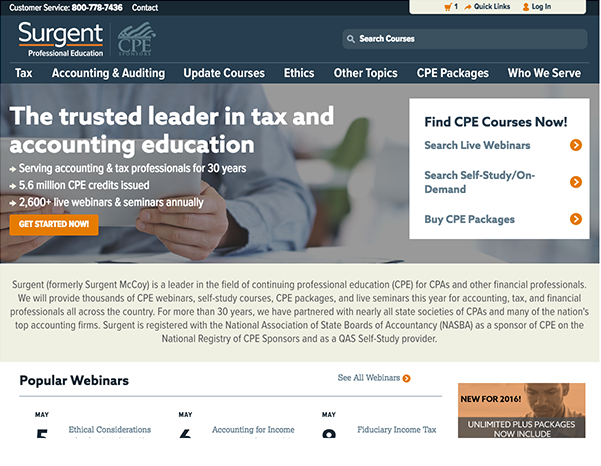 Customer Service: 800-778-7436 Contact
1 Quick Links Log In
Surgent
Professional Education
CPE
SPONSORS
Search Courses
Tax Accounting & Auditing Update Courses Ethics Other Topics CPE Packages Who We Serve
The trusted leader in tax and
accounting education
Serving accounting & tax professionals for 30 years
5.6 million CPE credits issued
2,600+ live webinars & seminars annually
GET STARTED NOW!
Find CPE Courses Now!
Search Live Webinars
Search Self-Study/On-
Demand
Buy CPE Packages
Surgent (formerly Surgent McCoy) is a leader in the field of continuing professional education (CPE) for CPAs and other financial professionals.
We will provide thousands of CPE webinars, self-study courses, CPE packages, and live seminars this year for accounting, tax, and financial
professionals all across the country. For more than 30 years, we have partnered with nearly all state societies of CPAs and many of the nation's
top accounting firms. Surgent is registered with the National Association of State Boards of Accountancy (NASBA) as a sponsor of CPE on the
National Registry of CPE Sponsors and as a QAS Self-Study provider.
Popular Webinars
See All Webinars
MAY
5
Ethical Considerations
MAY
6
Accounting for Income
MAY
Fiduciary Income Tax
NEW FOR 2016!
UNLIMITED PLUS PACKAGES
NOW INCLUDE